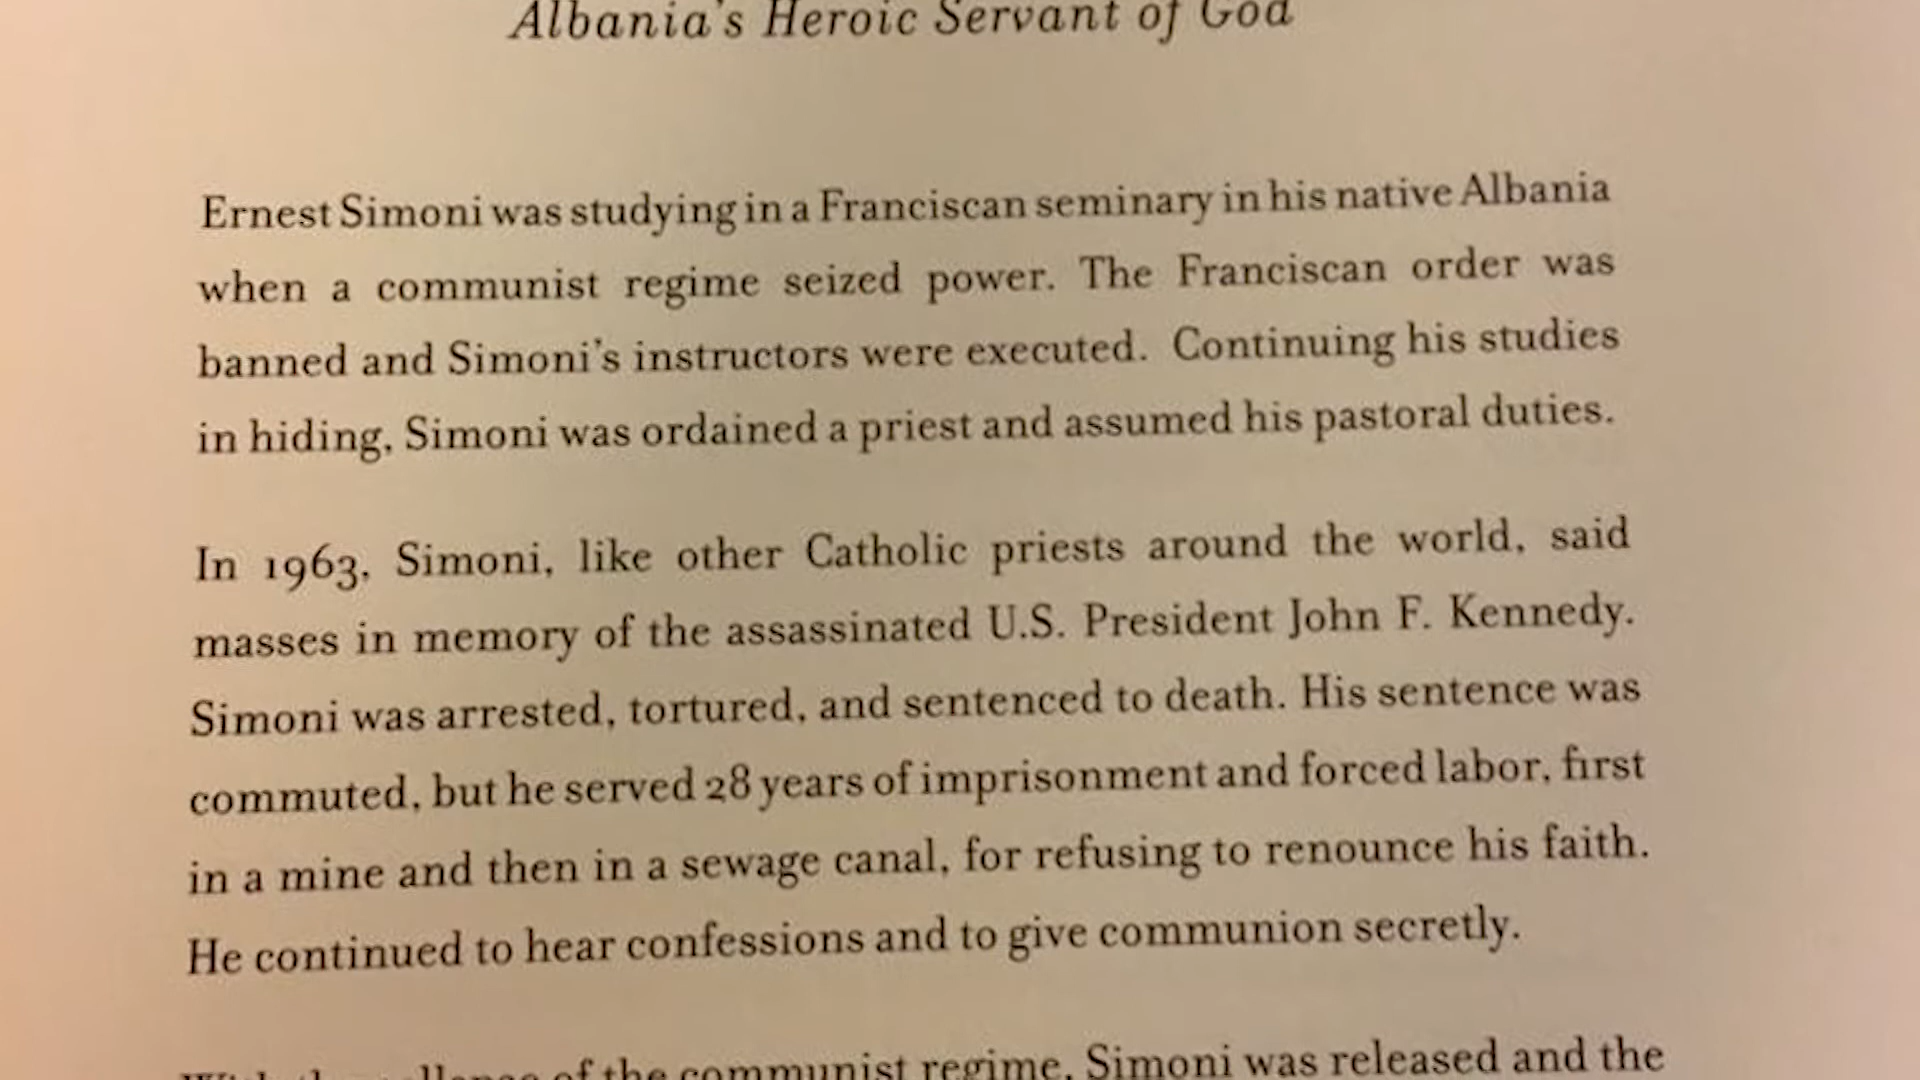 Albania's Heroic Servant of God
Ernest Simoni was studying in a Franciscan seminary in his native Albania
when a communist regime seized power. The Franciscan order was
banned and Simoni's instructors were executed. Continuing his studies
in hiding, Simoni was ordained a priest and assumed his pastoral duties.
In 1963, Simoni, like other Catholic priests around the world, said
masses in memory of the assassinated U.S. President John F. Kennedy.
Simoni was arrested, tortured, and sentenced to death. His sentence was
commuted, but he served 28 years of imprisonment and forced labor, first
in a mine and then in a sewage canal, for refusing to renounce his faith.
He continued to hear confessions and to give communion secretly.
of the communist regime, Simoni was released and the